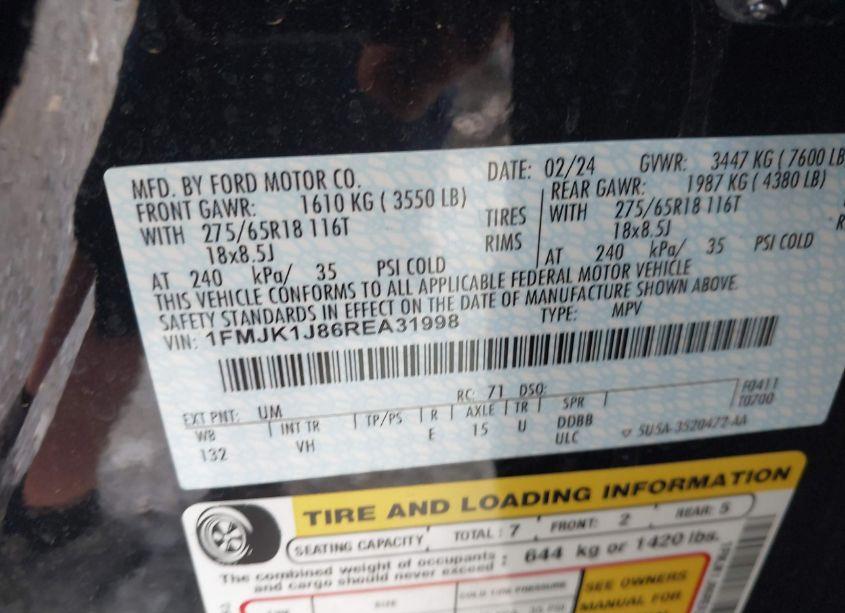 MFD. BY FORD MOTOR CO.
DATE: 02/24 GVWR: 3447 KG ( 7600 LB
FRONT GAWR: 1610 KG ( 3550 LB)
REAR GAWR: 1987 KG ( 4380 LB)
WITH 275/65R18 116T TIRES WITH 275/65R18 116T
18x8.5J RIMS 18x8.5J
AT 240 kPa/ 35 PSI COLD AT 240 kPa/ 35 PSI COLD
THIS VEHICLE CONFORMS TO ALL APPLICABLE FEDERAL MOTOR VEHICLE
SAFETY STANDARDS IN EFFECT ON THE DATE OF MANUFACTURE SHOWN ABOVE.
VIN: 1FMJK1J86REA31998 TYPE: MPV
EXT PNT: UM RC: 71 DSO: F0411
WB INT TR TP/PS R AXLE TR SPR T0700
132 VH E 15 U DDBB
ULC ▽ SU5A-3520472-AA
TIRE AND LOADING INFORMATION
SEATING CAPACITY TOTAL : 7 FRONT: 2 REAR: 5
The combined weight of occupants : 644 kg or 1420 lbs.
and cargo should never exceed
SIZE COLD TIRE PRESSURE SEE OWNERS
MANUAL FOR